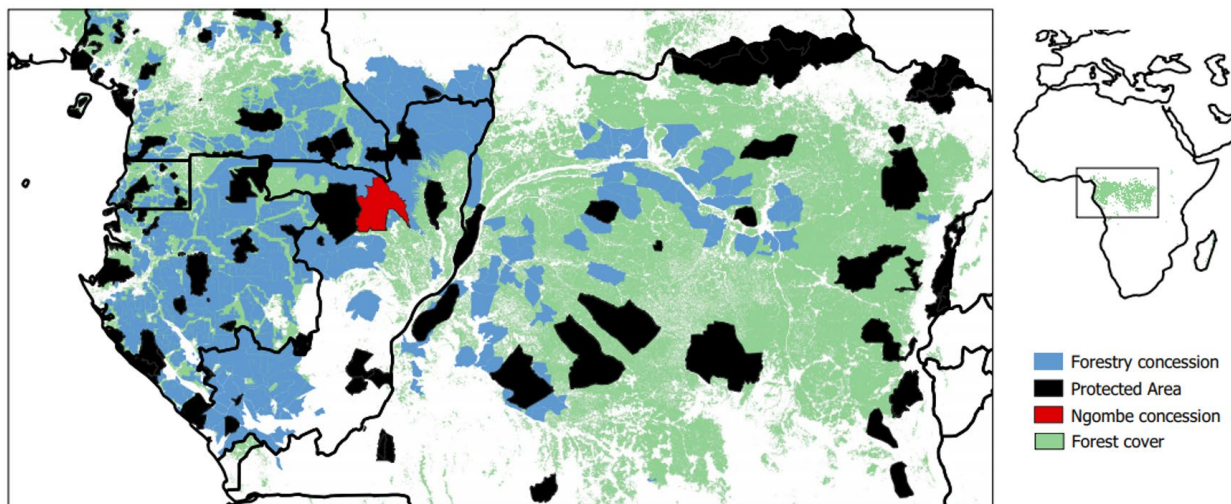 Forestry concession
Protected Area
Ngombe concession
Forest cover